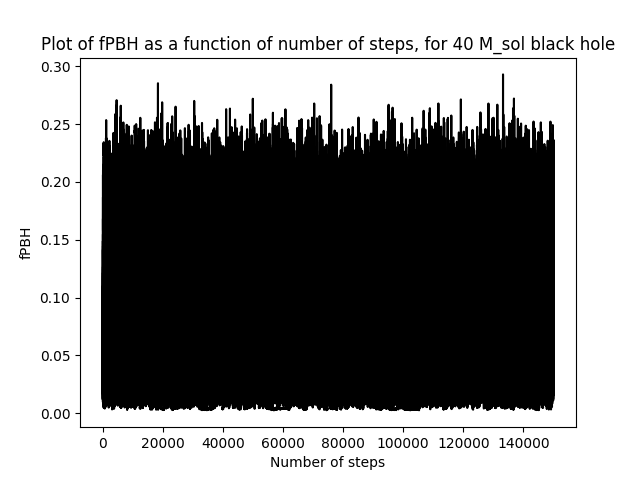 Plot of fPBH as a function of number of steps, for 40 M_sol black hole
0.30
0.25
0.20
0.15
0.10
0.05
0.00
fPBH
0 20000 40000 60000 80000 100000 120000 140000
Number of steps